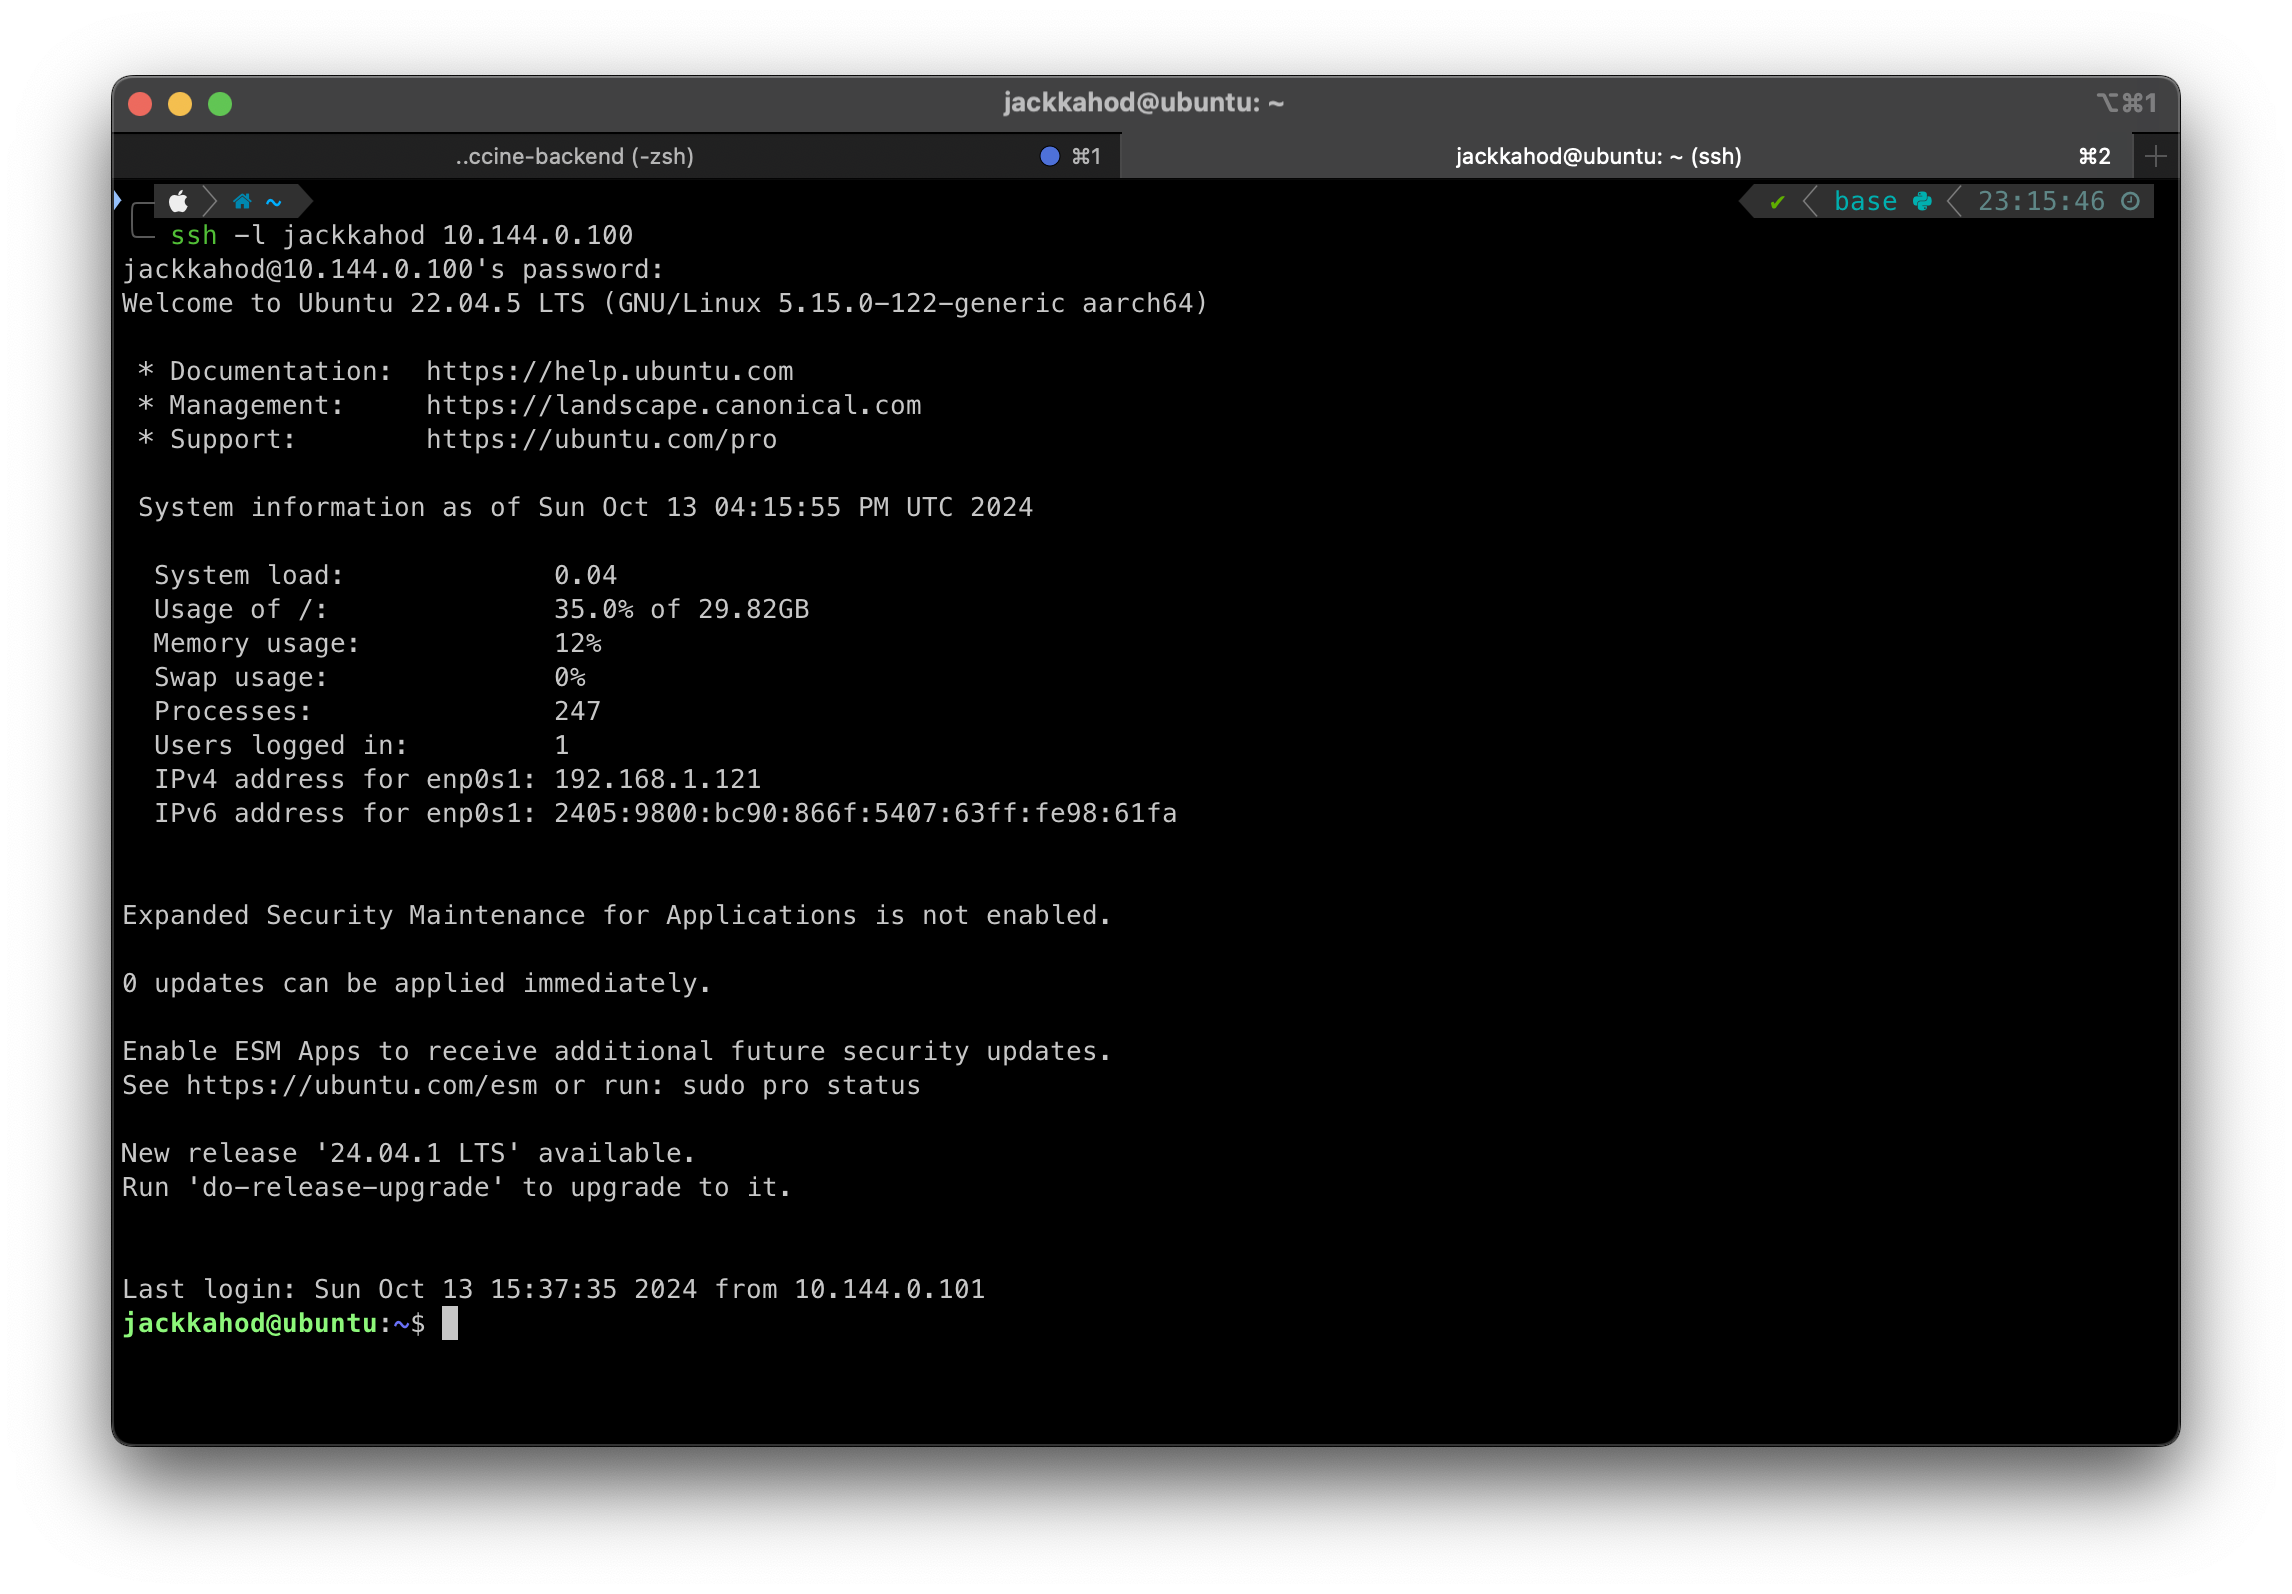 jackkahod@ubuntu: ~
⌥⌘1
..ccine-backend (-zsh)
⌘1
jackkahod@ubuntu: ~ (ssh)
⌘2
~
✔ base 23:15:46
ssh -l jackkahod 10.144.0.100
jackkahod@10.144.0.100's password:
Welcome to Ubuntu 22.04.5 LTS (GNU/Linux 5.15.0-122-generic aarch64)
* Documentation:  https://help.ubuntu.com
* Management:     https://landscape.canonical.com
* Support:        https://ubuntu.com/pro
System information as of Sun Oct 13 04:15:55 PM UTC 2024
System load:             0.04
Usage of /:              35.0% of 29.82GB
Memory usage:            12%
Swap usage:              0%
Processes:               247
Users logged in:         1
IPv4 address for enp0s1: 192.168.1.121
IPv6 address for enp0s1: 2405:9800:bc90:866f:5407:63ff:fe98:61fa
Expanded Security Maintenance for Applications is not enabled.
0 updates can be applied immediately.
Enable ESM Apps to receive additional future security updates.
See https://ubuntu.com/esm or run: sudo pro status
New release '24.04.1 LTS' available.
Run 'do-release-upgrade' to upgrade to it.
Last login: Sun Oct 13 15:37:35 2024 from 10.144.0.101
jackkahod@ubuntu:~$